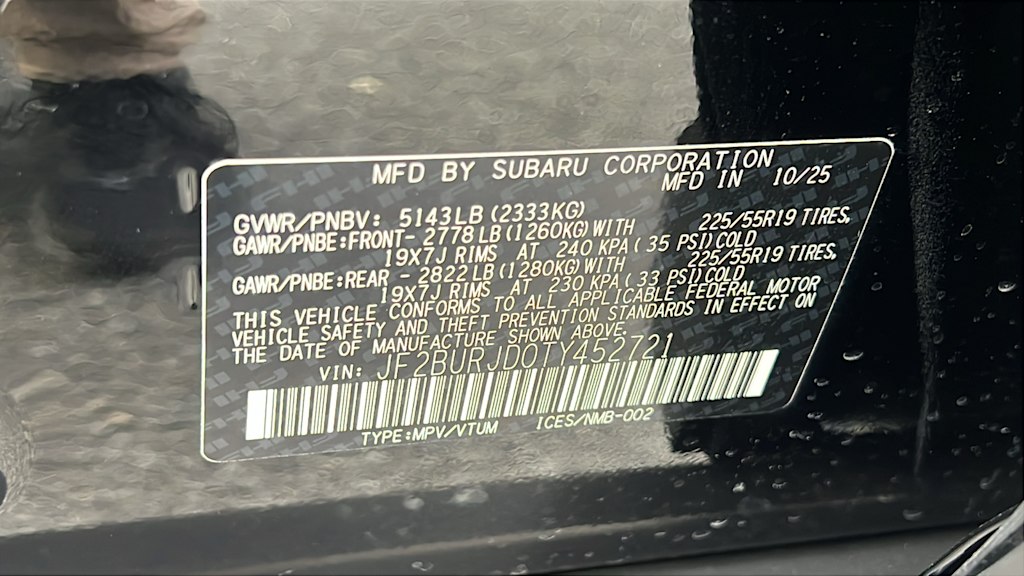 MFD BY SUBARU CORPORATION
MFD IN 10/25
GVWR/PNBV: 5143LB (2333KG)
GAWR/PNBE:FRONT- 2778LB (1260KG) WITH 225/55R19 TIRES,
19X7J RIMS AT 240 KPA ( 35 PSI) COLD
GAWR/PNBE:REAR - 2822LB (1280KG) WITH 225/55R19 TIRES,
19X7J RIMS AT 230 KPA ( 33 PSI) COLD
THIS VEHICLE CONFORMS TO ALL APPLICABLE FEDERAL MOTOR
VEHICLE SAFETY AND THEFT PREVENTION STANDARDS IN EFFECT ON
THE DATE OF MANUFACTURE SHOWN ABOVE.
VIN: JF2BURJD0TY452721
TYPE:MPV/VTUM ICES/NMB-002